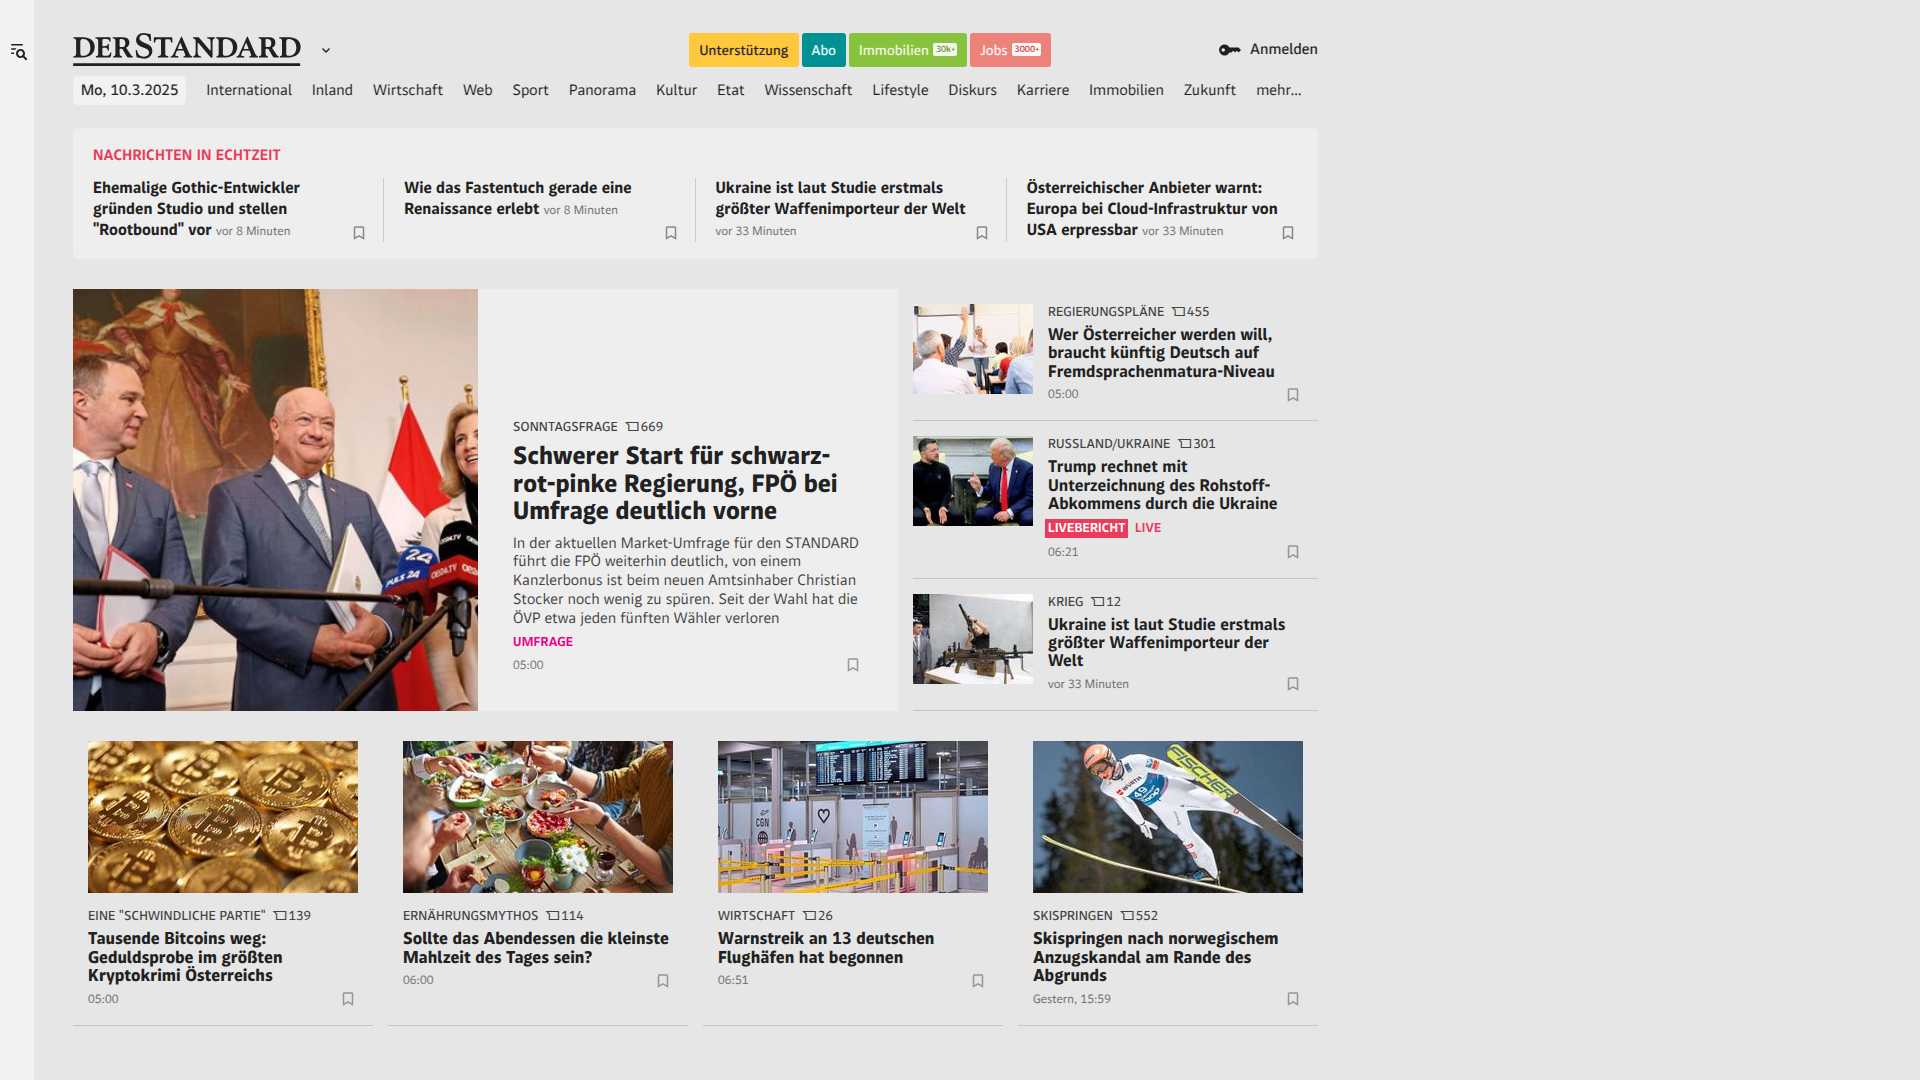 DERSTANDARD
Unterstützung
Abo
Immobilien 30k+
Jobs 3000+
Anmelden
Mo, 10.3.2025 International Inland Wirtschaft Web Sport Panorama Kultur Etat Wissenschaft Lifestyle Diskurs Karriere Immobilien Zukunft mehr...
NACHRICHTEN IN ECHTZEIT
Ehemalige Gothic-Entwickler
gründen Studio und stellen
"Rootbound" vor vor 8 Minuten
Wie das Fastentuch gerade eine
Renaissance erlebt vor 8 Minuten
Ukraine ist laut Studie erstmals
größter Waffenimporteur der Welt
vor 33 Minuten
Österreichischer Anbieter warnt:
Europa bei Cloud-Infrastruktur von
USA erpressbar vor 33 Minuten
24
PULS 24
OE24.TV
OE24.TV
SONNTAGSFRAGE 669
Schwerer Start für schwarz-
rot-pinke Regierung, FPÖ bei
Umfrage deutlich vorne
In der aktuellen Market-Umfrage für den STANDARD
führt die FPÖ weiterhin deutlich, von einem
Kanzlerbonus ist beim neuen Amtsinhaber Christian
Stocker noch wenig zu spüren. Seit der Wahl hat die
ÖVP etwa jeden fünften Wähler verloren
UMFRAGE
05:00
REGIERUNGSPLÄNE 455
Wer Österreicher werden will,
braucht künftig Deutsch auf
Fremdsprachenmatura-Niveau
05:00
RUSSLAND/UKRAINE 301
Trump rechnet mit
Unterzeichnung des Rohstoff-
Abkommens durch die Ukraine
LIVEBERICHT LIVE
06:21
KRIEG 12
Ukraine ist laut Studie erstmals
größter Waffenimporteur der
Welt
vor 33 Minuten
EINE "SCHWINDLICHE PARTIE" 139
Tausende Bitcoins weg:
Geduldsprobe im größten
Kryptokrimi Österreichs
05:00
ERNÄHRUNGSMYTHOS 114
Sollte das Abendessen die kleinste
Mahlzeit des Tages sein?
06:00
CGN
WIRTSCHAFT 26
Warnstreik an 13 deutschen
Flughäfen hat begonnen
06:51
FISCHER
WÜRTH
49
SKISPRINGEN 552
Skispringen nach norwegischem
Anzugskandal am Rande des
Abgrunds
Gestern, 15:59